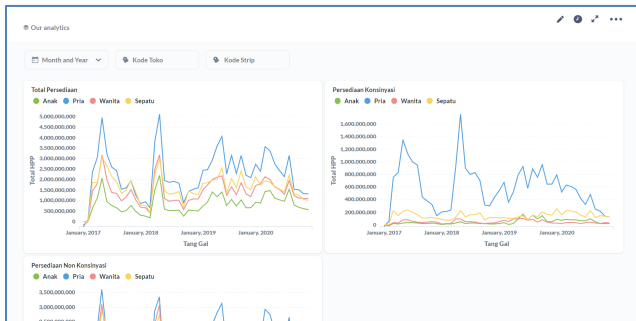 Our analytics
Month and Year
Kode Toko
Kode Strip
Total Persediaan
Anak Pria Wanita Sepatu
5,000,000,000
4,500,000,000
4,000,000,000
3,500,000,000
3,000,000,000
2,500,000,000
2,000,000,000
1,500,000,000
1,000,000,000
500,000,000
0
Total HPP
January, 2017 January, 2018 January, 2019 January, 2020
Tang Gal
Persediaan Konsinyasi
Anak Pria Wanita Sepatu
1,600,000,000
1,400,000,000
1,200,000,000
1,000,000,000
800,000,000
600,000,000
400,000,000
200,000,000
0
Total HPP
January, 2017 January, 2018 January, 2019 January, 2020
Tang Gal
Persediaan Non Konsinyasi
Anak Pria Wanita Sepatu
3,500,000,000
3,000,000,000